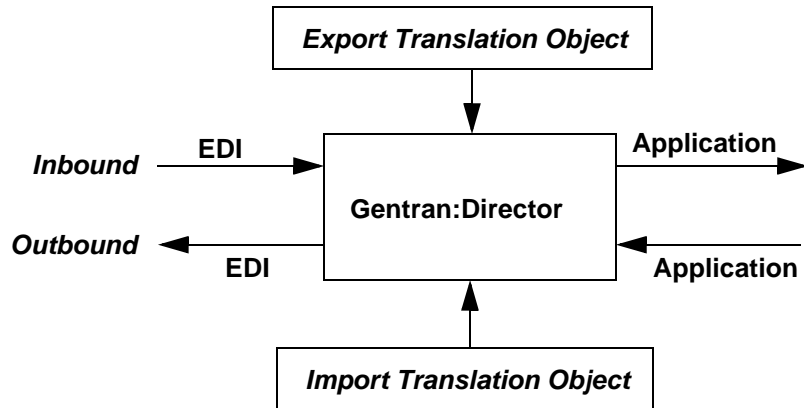 Export Translation Object
Inbound
EDI
Application
Gentran:Director
Outbound
EDI
Application
Import Translation Object